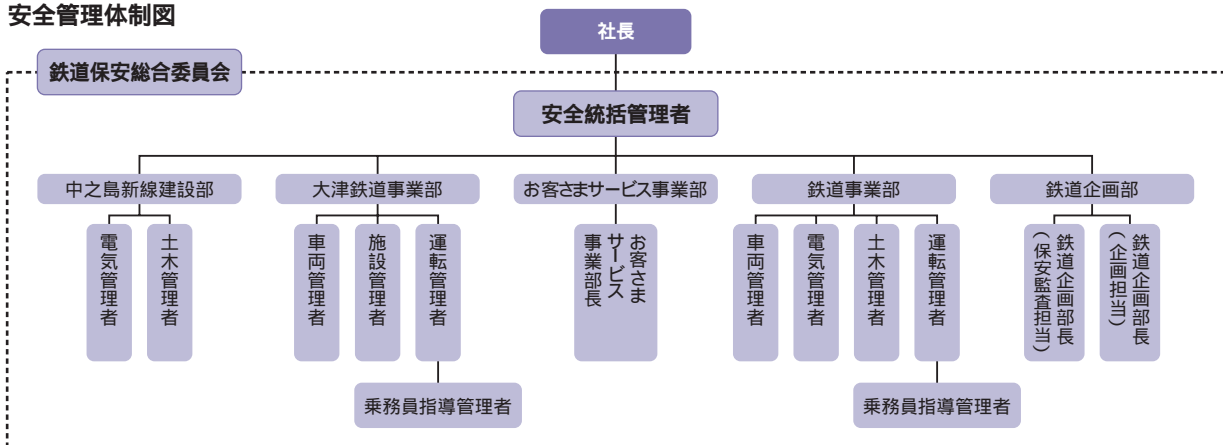 安全管理体制図
社長
鉄道保安総合委員会
安全統括管理者
中之島新線建設部
大津鉄道事業部
お客さまサービス事業部
鉄道事業部
鉄道企画部
電気管理者
土木管理者
車両管理者
施設管理者
運転管理者
お客さま
サービス
事業部長
車両管理者
電気管理者
土木管理者
運転管理者
鉄道企画部長
(保安監査担当)
鉄道企画部長
(企画担当)
乗務員指導管理者
乗務員指導管理者